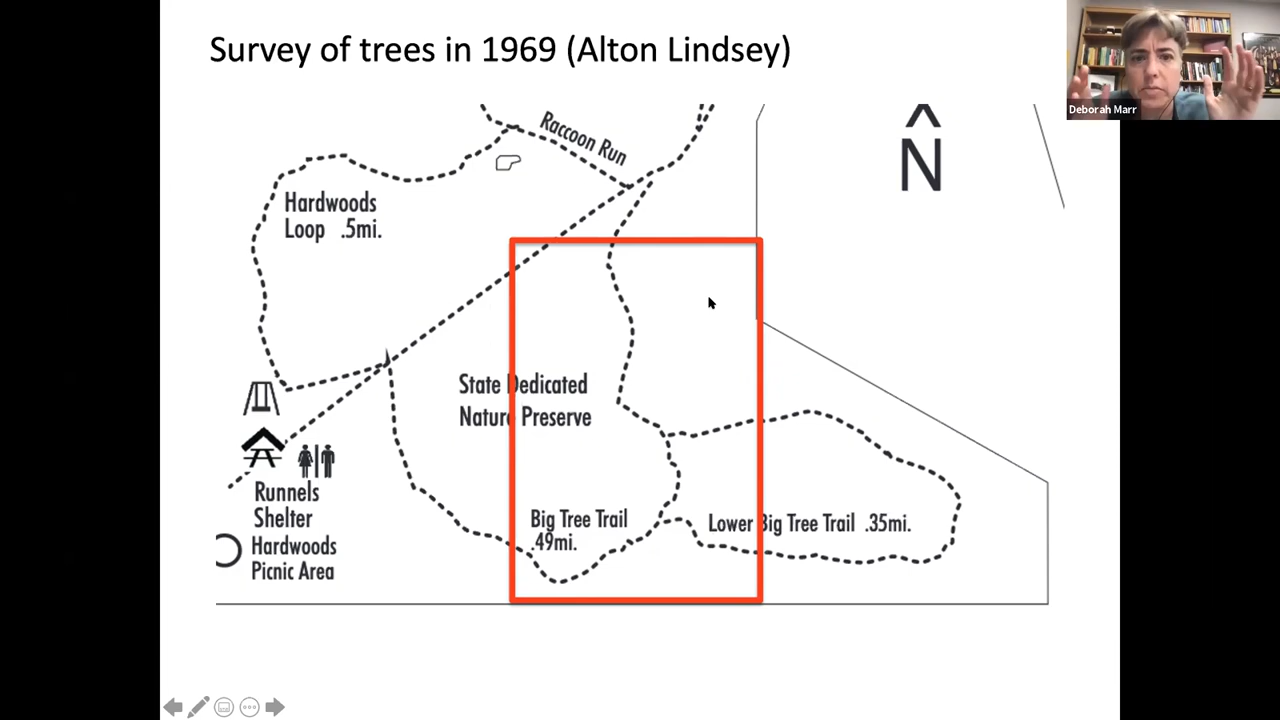 Survey of trees in 1969 (Alton Lindsey)
Deborah Marr
Raccoon Run
N
Hardwoods
Loop .5mi.
State Dedicated
Nature Preserve
Runnels
Shelter
Hardwoods
Picnic Area
Big Tree Trail
.49mi.
Lower Big Tree Trail .35mi.